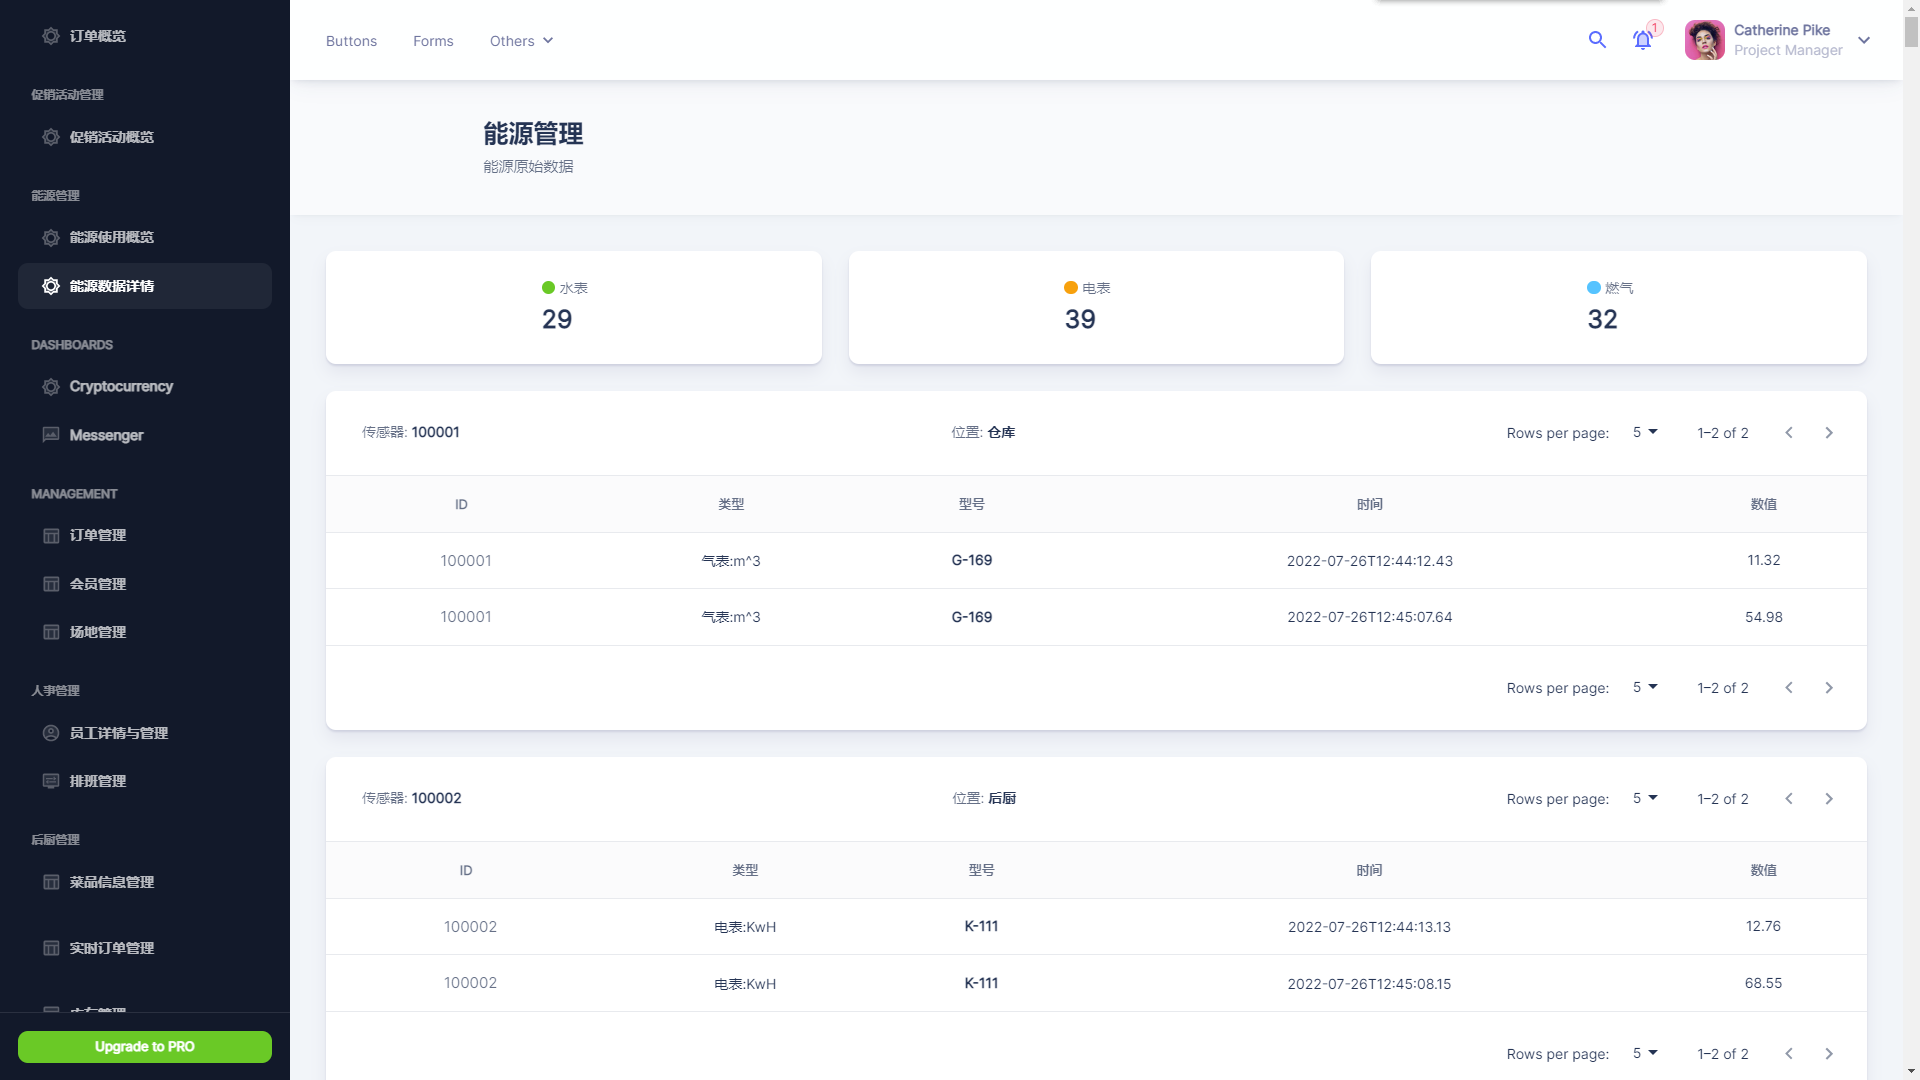 订单概览
促销活动管理
促销活动概览
能源管理
能源使用概览
能源数据详情
DASHBOARDS
Cryptocurrency
Messenger
MANAGEMENT
订单管理
会员管理
场地管理
人事管理
员工详情与管理
排班管理
后厨管理
菜品信息管理
实时订单管理
库存管理
Upgrade to PRO
Buttons Forms Others
1
Catherine Pike
Project Manager
能源管理
能源原始数据
水表
29
电表
39
燃气
32
传感器: 100001 位置: 仓库 Rows per page: 5 1–2 of 2
ID 类型 型号 时间 数值
100001 气表:m^3 G-169 2022-07-26T12:44:12.43 11.32
100001 气表:m^3 G-169 2022-07-26T12:45:07.64 54.98
Rows per page: 5 1–2 of 2
传感器: 100002 位置: 后厨 Rows per page: 5 1–2 of 2
ID 类型 型号 时间 数值
100002 电表:KwH K-111 2022-07-26T12:44:13.13 12.76
100002 电表:KwH K-111 2022-07-26T12:45:08.15 68.55
Rows per page: 5 1–2 of 2